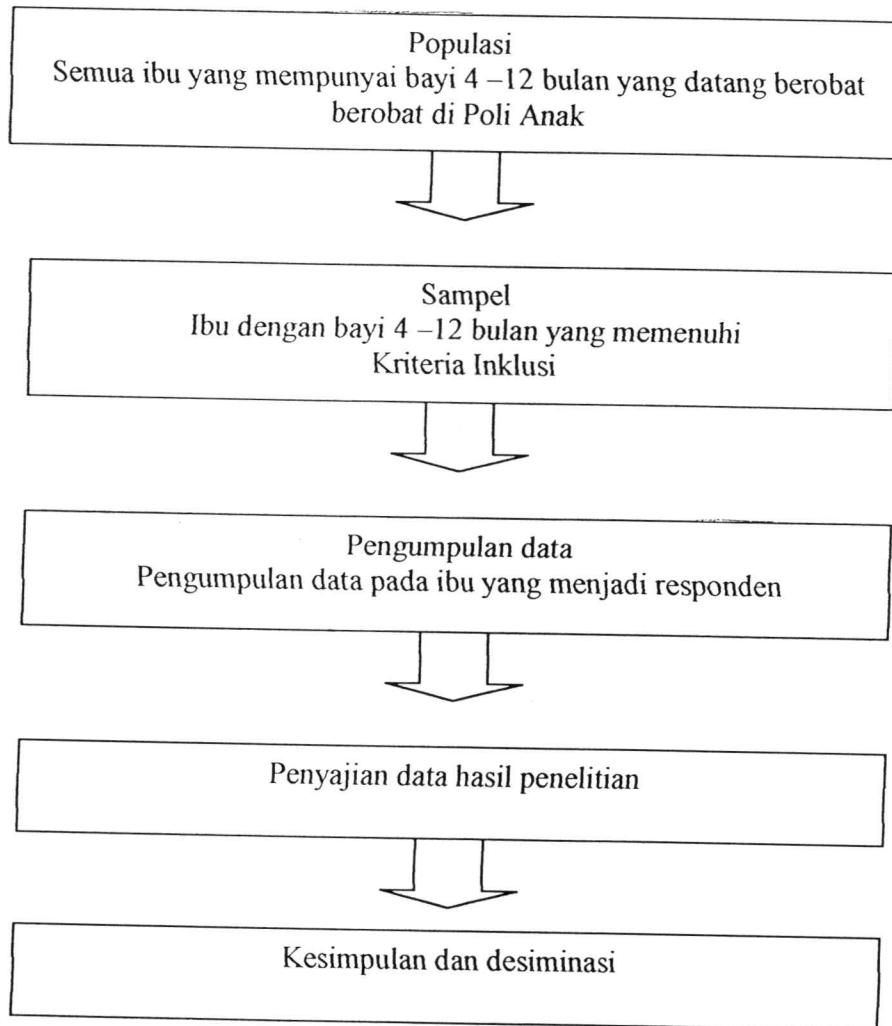 Populasi
Semua ibu yang mempunyai bayi 4 –12 bulan yang datang berobat
berobat di Poli Anak
Sampel
Ibu dengan bayi 4 –12 bulan yang memenuhi
Kriteria Inklusi
Pengumpulan data
Pengumpulan data pada ibu yang menjadi responden
Penyajian data hasil penelitian
Kesimpulan dan desiminasi